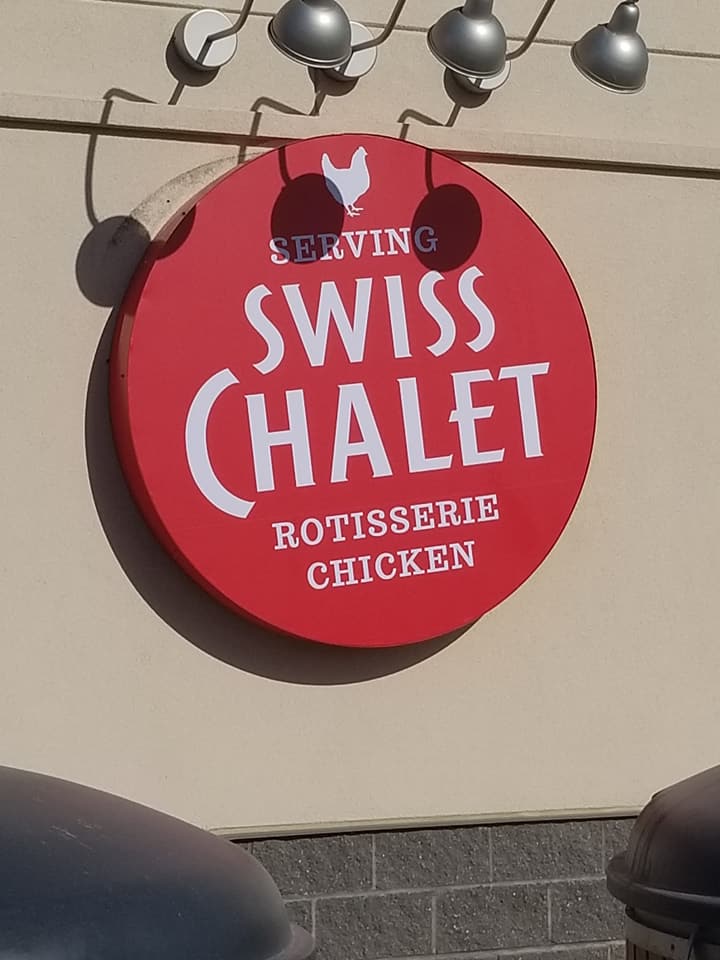 SERVING
SWISS
CHALET
ROTISSERIE
CHICKEN